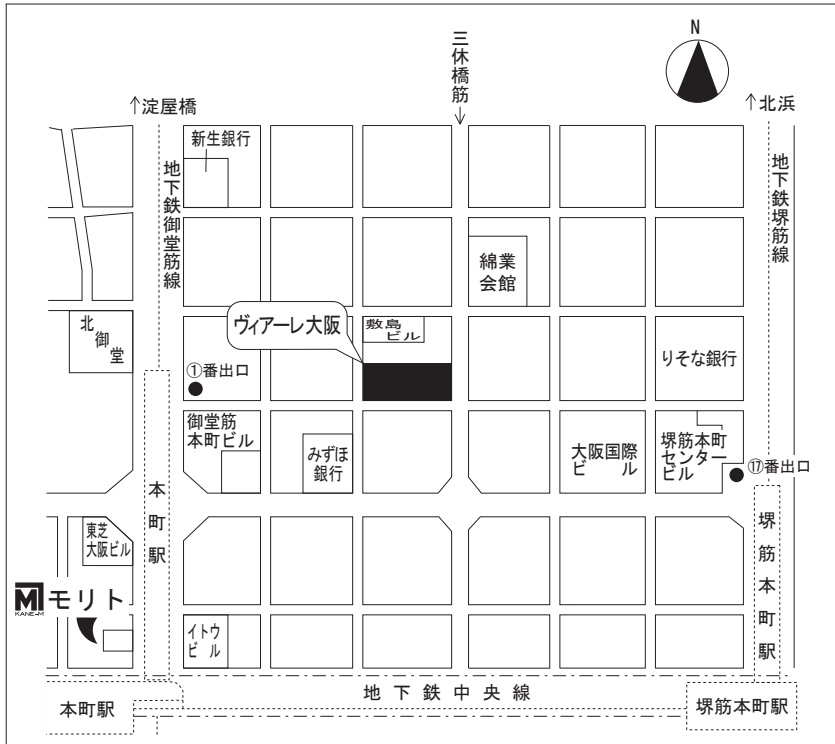 N
三休橋筋
↑淀屋橋
↑北浜
新生銀行
地下鉄御堂筋線
地下鉄堺筋線
綿業
会館
北御堂
ヴィアーレ大阪
敷島
ビル
りそな銀行
①番出口
御堂筋
本町ビル
みずほ
銀行
大阪国際
ビル
堺筋本町
センター
ビル
⑰番出口
本町駅
堺筋本町駅
東芝
大阪ビル
M
KANE-M
モリト
イトウ
ビル
地下鉄中央線
本町駅
堺筋本町駅